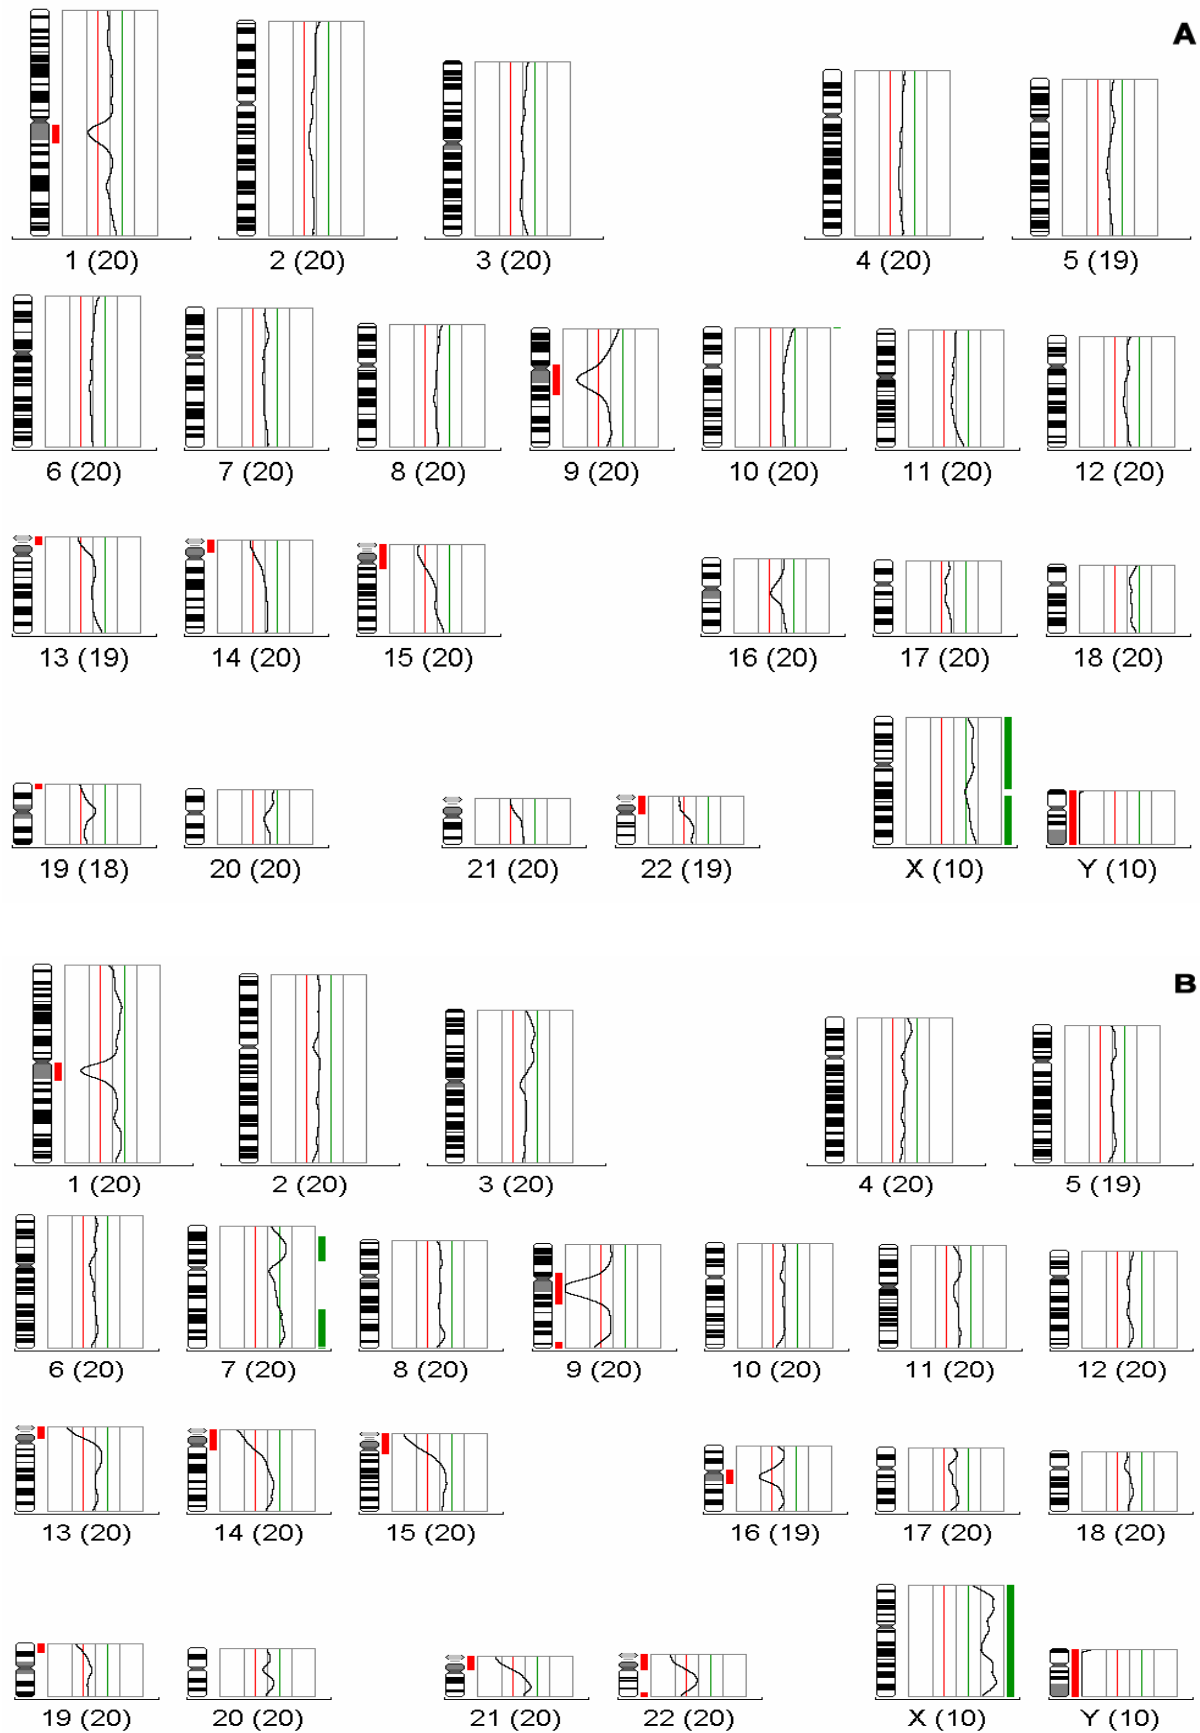 A
1 (20) 2 (20) 3 (20) 4 (20) 5 (19)
6 (20) 7 (20) 8 (20) 9 (20) 10 (20) 11 (20) 12 (20)
13 (19) 14 (20) 15 (20) 16 (20) 17 (20) 18 (20)
19 (18) 20 (20) 21 (20) 22 (19) X (10) Y (10)
B
1 (20) 2 (20) 3 (20) 4 (20) 5 (19)
6 (20) 7 (20) 8 (20) 9 (20) 10 (20) 11 (20) 12 (20)
13 (20) 14 (20) 15 (20) 16 (19) 17 (20) 18 (20)
19 (20) 20 (20) 21 (20) 22 (20) X (10) Y (10)